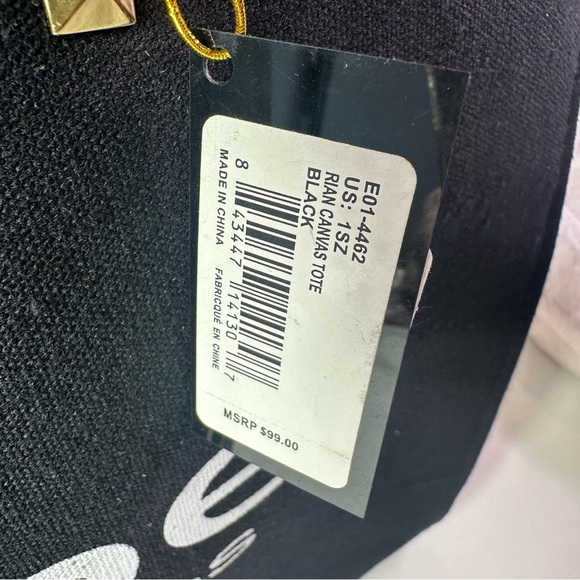 E01-4462
US: 1SZ
RIAN CANVAS TOTE
BLACK
8 43447 14130 7
MADE IN CHINA FABRIQUÉ EN CHINE
MSRP $99.00
e
S